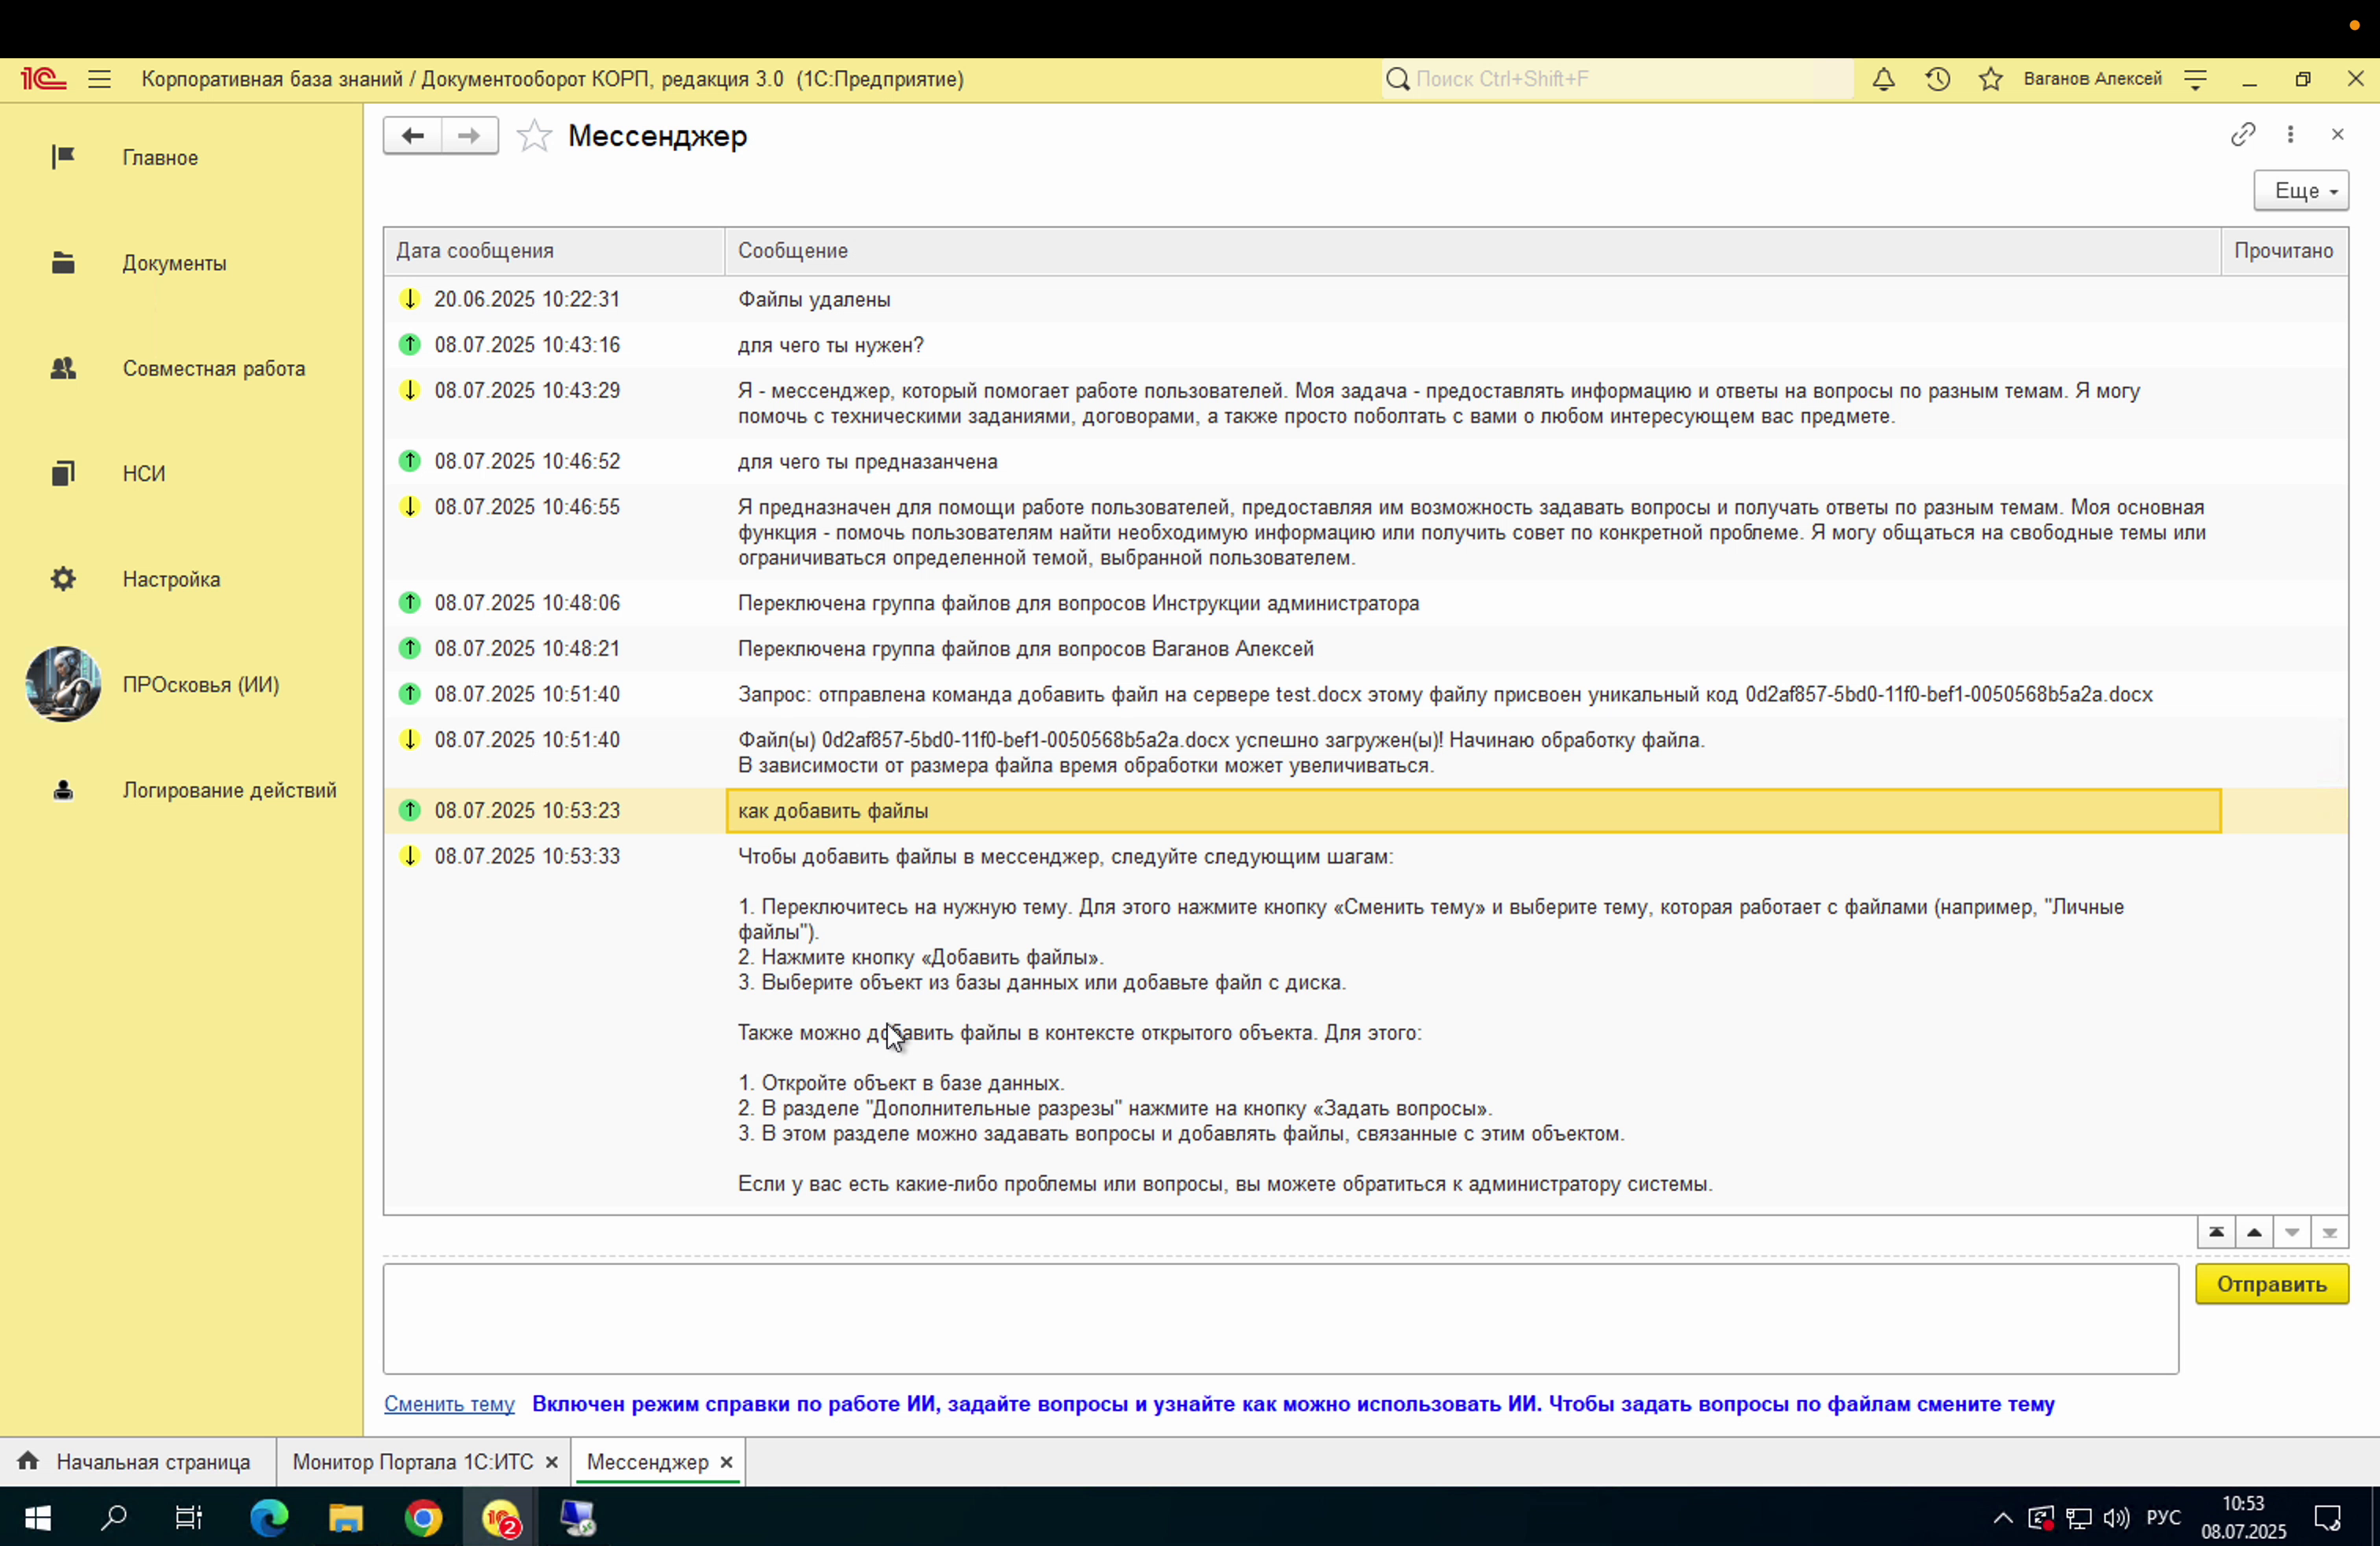 Корпоративная база знаний / Документооборот КОРП, редакция 3.0 (1С:Предприятие)
Поиск Ctrl+Shift+F
Ваганов Алексей
Главное
Документы
Совместная работа
НСИ
Настройка
ПРОсковья (ИИ)
Логирование действий
Мессенджер
Еще
Дата сообщения Сообщение Прочитано
20.06.2025 10:22:31 Файлы удалены
08.07.2025 10:43:16 для чего ты нужен?
08.07.2025 10:43:29 Я - мессенджер, который помогает работе пользователей. Моя задача - предоставлять информацию и ответы на вопросы по разным темам. Я могу
помочь с техническими заданиями, договорами, а также просто поболтать с вами о любом интересующем вас предмете.
08.07.2025 10:46:52 для чего ты предназанчена
08.07.2025 10:46:55 Я предназначен для помощи работе пользователей, предоставляя им возможность задавать вопросы и получать ответы по разным темам. Моя основная
функция - помочь пользователям найти необходимую информацию или получить совет по конкретной проблеме. Я могу общаться на свободные темы или
ограничиваться определенной темой, выбранной пользователем.
08.07.2025 10:48:06 Переключена группа файлов для вопросов Инструкции администратора
08.07.2025 10:48:21 Переключена группа файлов для вопросов Ваганов Алексей
08.07.2025 10:51:40 Запрос: отправлена команда добавить файл на сервере test.docx этому файлу присвоен уникальный код 0d2af857-5bd0-11f0-bef1-0050568b5a2a.docx
08.07.2025 10:51:40 Файл(ы) 0d2af857-5bd0-11f0-bef1-0050568b5a2a.docx успешно загружен(ы)! Начинаю обработку файла.
В зависимости от размера файла время обработки может увеличиваться.
08.07.2025 10:53:23 как добавить файлы
08.07.2025 10:53:33 Чтобы добавить файлы в мессенджер, следуйте следующим шагам:
1. Переключитесь на нужную тему. Для этого нажмите кнопку «Сменить тему» и выберите тему, которая работает с файлами (например, "Личные
файлы").
2. Нажмите кнопку «Добавить файлы».
3. Выберите объект из базы данных или добавьте файл с диска.
Также можно добавить файлы в контексте открытого объекта. Для этого:
1. Откройте объект в базе данных.
2. В разделе "Дополнительные разрезы" нажмите на кнопку «Задать вопросы».
3. В этом разделе можно задавать вопросы и добавлять файлы, связанные с этим объектом.
Если у вас есть какие-либо проблемы или вопросы, вы можете обратиться к администратору системы.
Отправить
Сменить тему Включен режим справки по работе ИИ, задайте вопросы и узнайте как можно использовать ИИ. Чтобы задать вопросы по файлам смените тему
Начальная страница Монитор Портала 1С:ИТС Мессенджер
2
РУС
10:53
08.07.2025